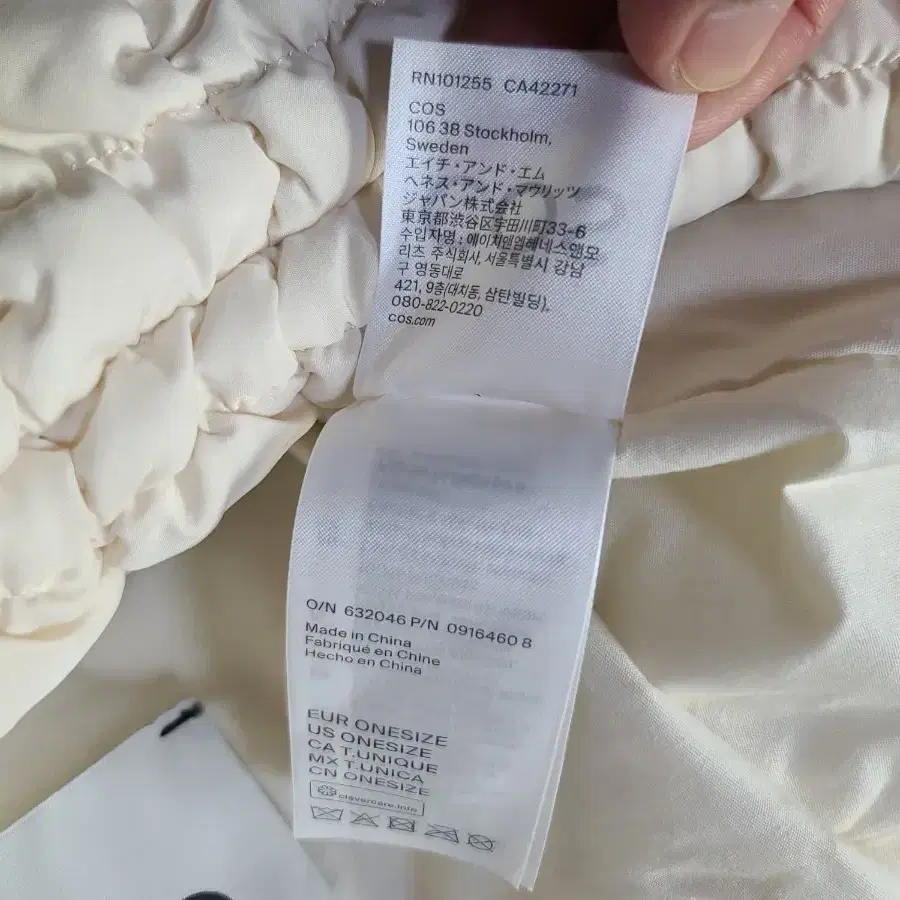 RN101255 CA42271
COS
106 38 Stockholm,
Sweden
エイチ・アンド・エム
ヘネス・アンド・マウリッツ
ジャパン株式会社
東京都渋谷区宇田川町33-6
수입자명 : 에이치앤엠헤네스앤모
리츠 주식회사, 서울특별시 강남
구 영동대로
421, 9층(대치동, 삼탄빌딩).
080-822-0220
cos.com
O/N 632046 P/N 0916460 8
Made in China
Fabriqué en Chine
Hecho en China
EUR ONESIZE
US ONESIZE
CA T.UNIQUE
MX T.UNICA
CN ONESIZE
clevercare.info